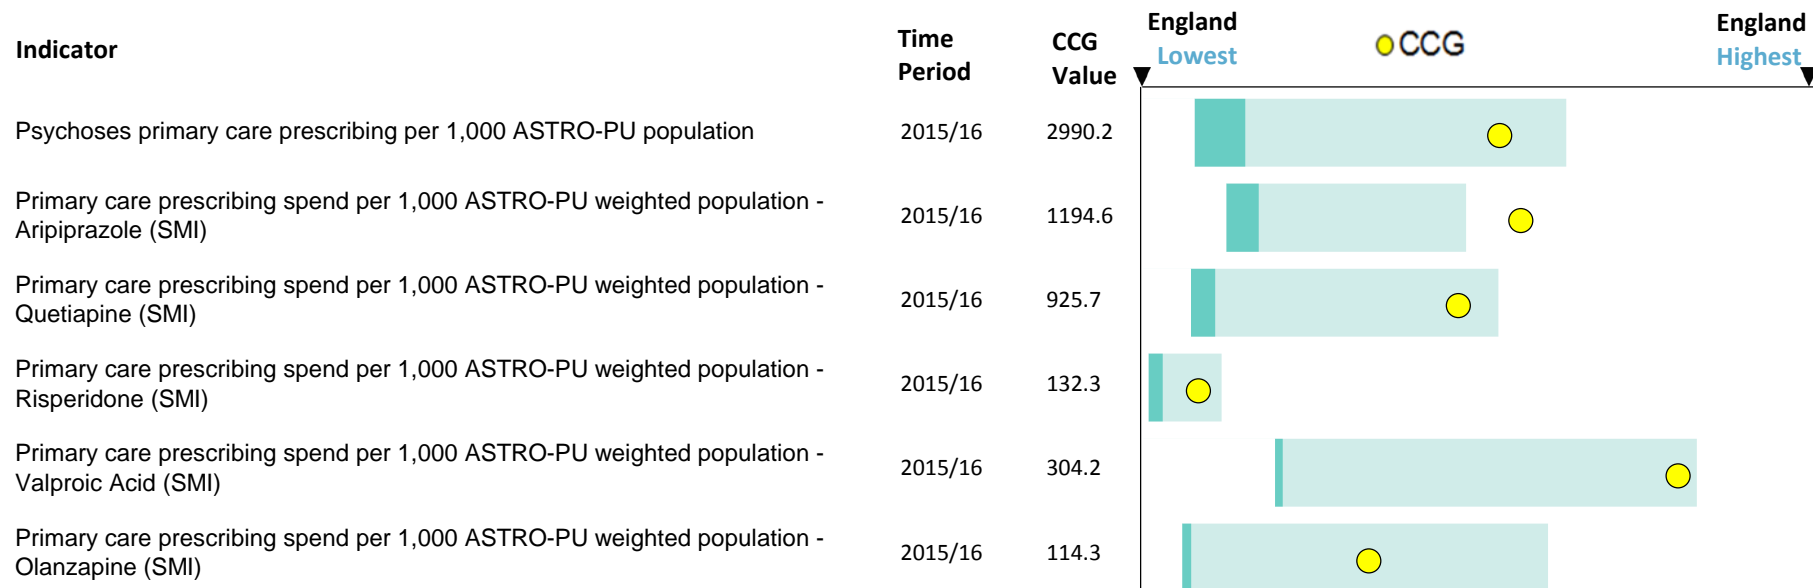 Indicator
Time
Period
CCG
Value
England
Lowest
CCG
England
Highest
Psychoses primary care prescribing per 1,000 ASTRO-PU population
2015/16
2990.2
Primary care prescribing spend per 1,000 ASTRO-PU weighted population -
Aripiprazole (SMI)
2015/16
1194.6
Primary care prescribing spend per 1,000 ASTRO-PU weighted population -
Quetiapine (SMI)
2015/16
925.7
Primary care prescribing spend per 1,000 ASTRO-PU weighted population -
Risperidone (SMI)
2015/16
132.3
Primary care prescribing spend per 1,000 ASTRO-PU weighted population -
Valproic Acid (SMI)
2015/16
304.2
Primary care prescribing spend per 1,000 ASTRO-PU weighted population -
Olanzapine (SMI)
2015/16
114.3